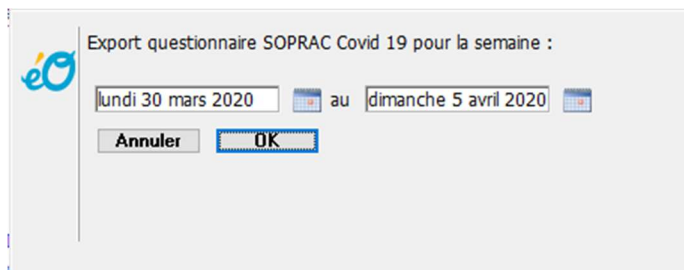 Export questionnaire SOPRAC Covid 19 pour la semaine :
éO
lundi 30 mars 2020 au dimanche 5 avril 2020
Annuler OK